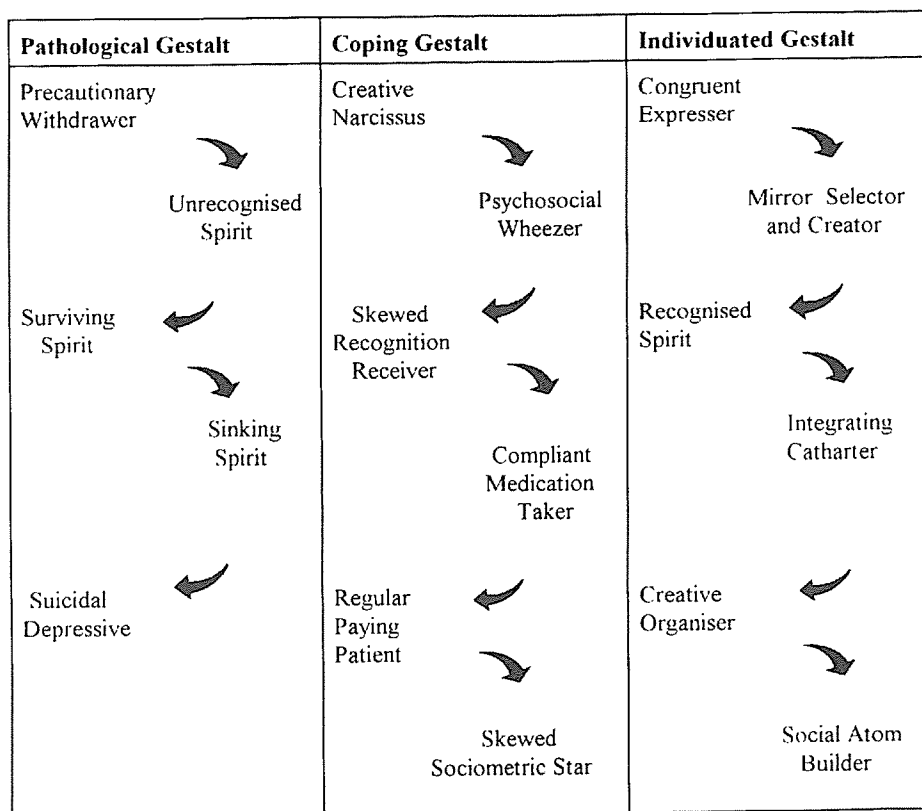 Pathological Gestalt
Coping Gestalt
Individuated Gestalt
Precautionary
Withdrawer
Unrecognised
Spirit
Surviving
Spirit
Sinking
Spirit
Suicidal
Depressive
Creative
Narcissus
Psychosocial
Wheezer
Skewed
Recognition
Receiver
Compliant
Medication
Taker
Regular
Paying
Patient
Skewed
Sociometric Star
Congruent
Expresser
Mirror Selector
and Creator
Recognised
Spirit
Integrating
Catharter
Creative
Organiser
Social Atom
Builder